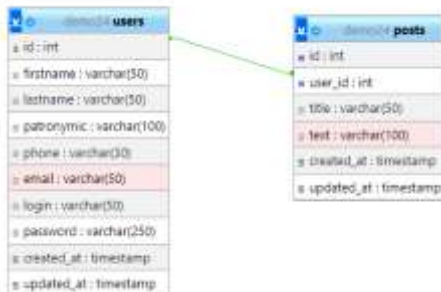 demo24 users
id : int
firstname : varchar(50)
lastname : varchar(50)
patronymic : varchar(100)
phone : varchar(30)
email : varchar(50)
login : varchar(50)
password : varchar(250)
created_at : timestamp
updated_at : timestamp
demo24 posts
id : int
user_id : int
title : varchar(50)
text : varchar(100)
created_at : timestamp
updated_at : timestamp